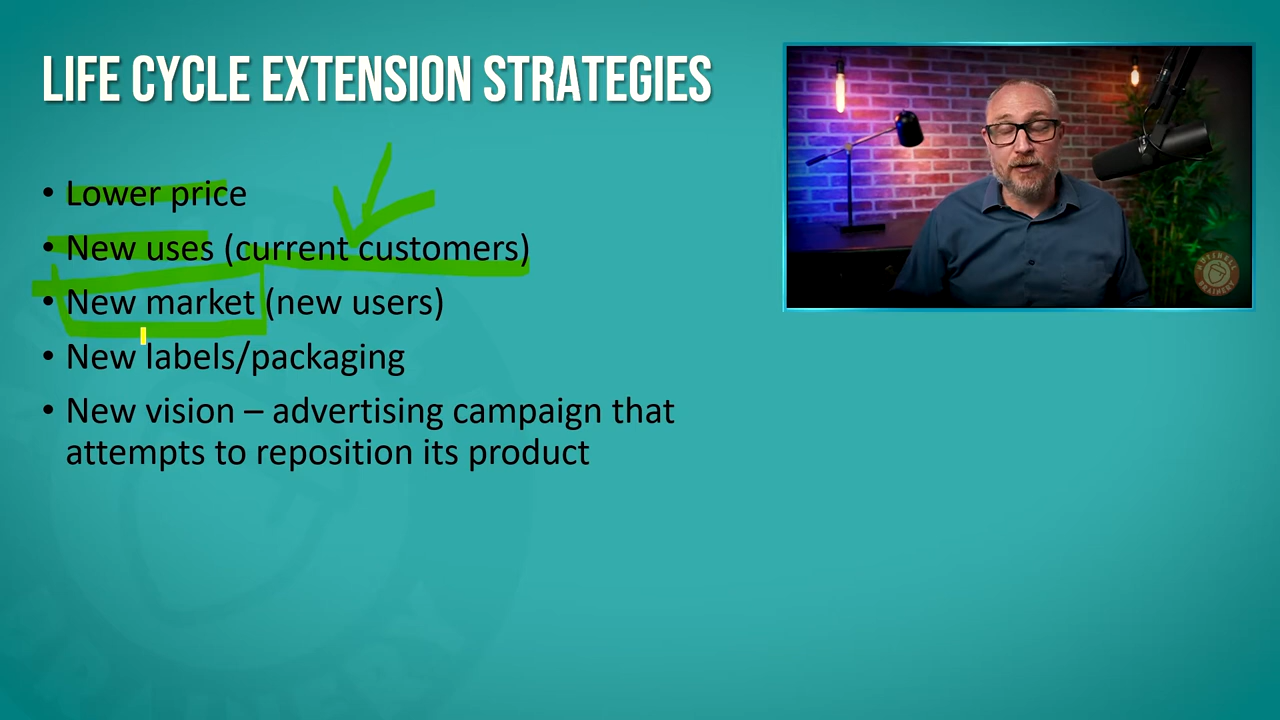 LIFE CYCLE EXTENSION STRATEGIES
• Lower price
• New uses (current customers)
• New market (new users)
• New labels/packaging
• New vision – advertising campaign that
attempts to reposition its product